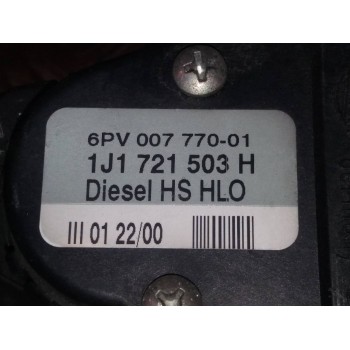 6PV 007 770-01
1J1 721 503 H
Diesel HS HLO
III 01 22/00